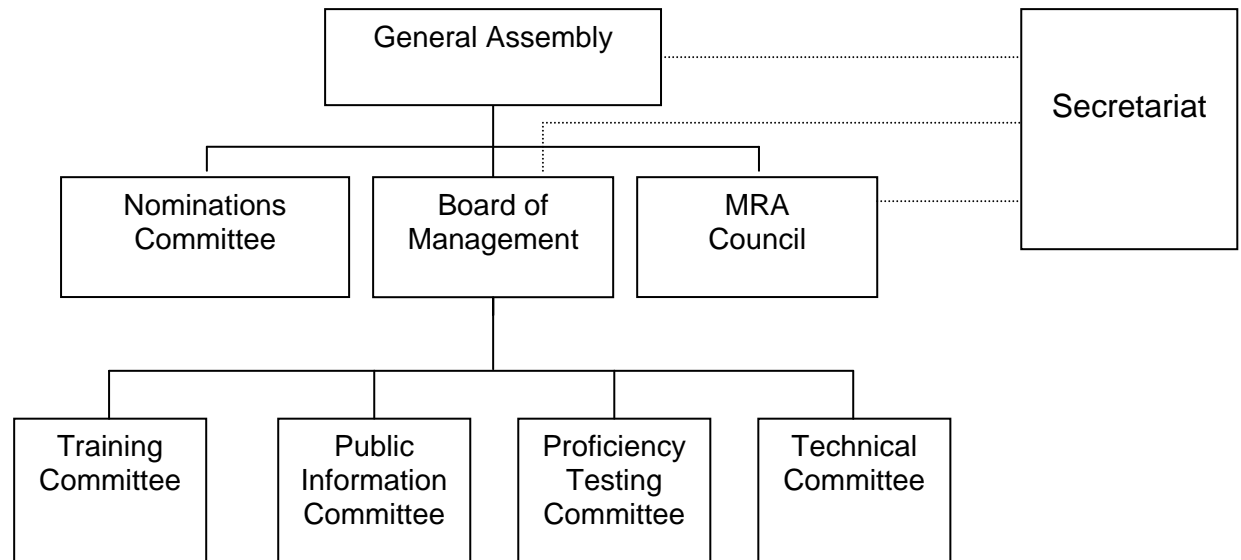 General Assembly
Secretariat
Nominations
Committee
Board of
Management
MRA
Council
Training
Committee
Public
Information
Committee
Proficiency
Testing
Committee
Technical
Committee